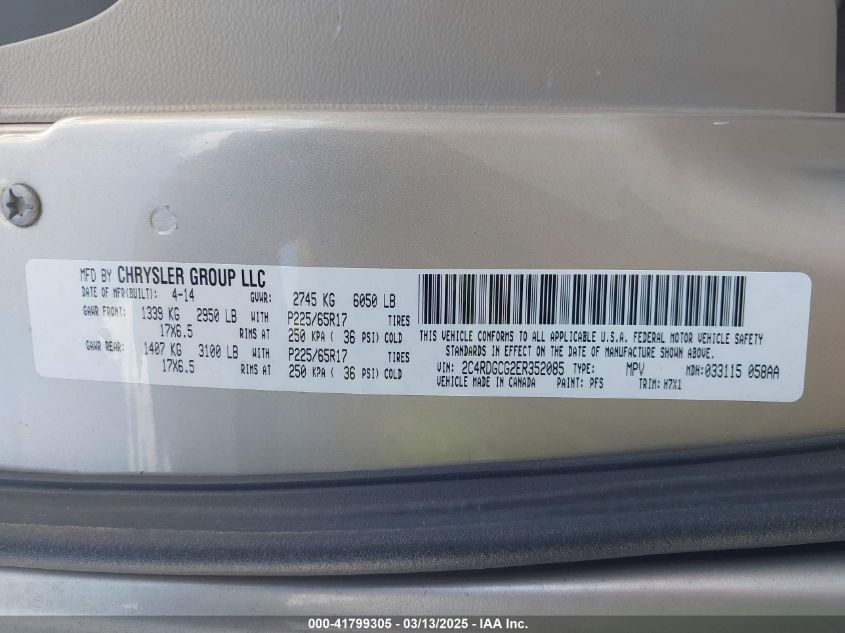 MFD BY CHRYSLER GROUP LLC
DATE OF MFR(BUILT): 4-14 GVWR: 2745 KG 6050 LB
GAWR FRONT: 1339 KG 2950 LB WITH P225/65R17 TIRES
17X6.5 RIMS AT 250 KPA ( 36 PSI) COLD
GAWR REAR: 1407 KG 3100 LB WITH P225/65R17 TIRES
17X6.5 RIMS AT 250 KPA ( 36 PSI) COLD
THIS VEHICLE CONFORMS TO ALL APPLICABLE U.S.A. FEDERAL MOTOR VEHICLE SAFETY
STANDARDS IN EFFECT ON THE DATE OF MANUFACTURE SHOWN ABOVE.
VIN: 2C4RDGCG2ER352085 TYPE: MPV MDH: 033115 058AA
VEHICLE MADE IN CANADA PAINT: PFS TRIM: H7X1
000-41799305 - 03/13/2025 - IAA Inc.